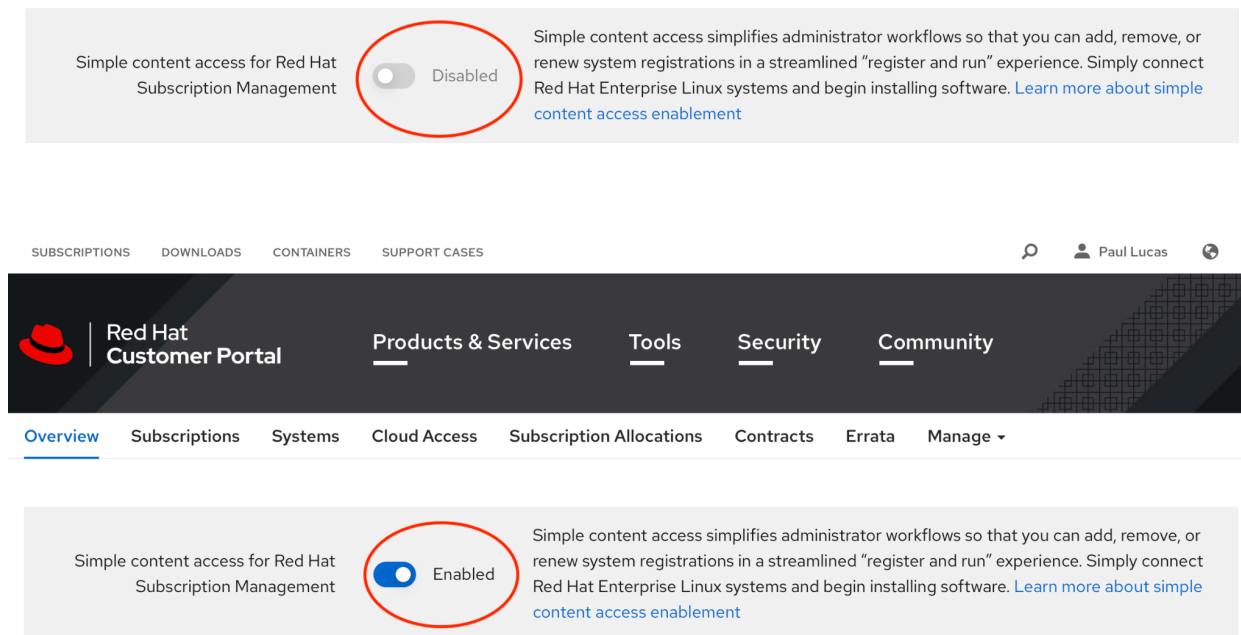 Simple content access for Red Hat
Subscription Management
Disabled
Simple content access simplifies administrator workflows so that you can add, remove, or
renew system registrations in a streamlined “register and run” experience. Simply connect
Red Hat Enterprise Linux systems and begin installing software. Learn more about simple
content access enablement
SUBSCRIPTIONS DOWNLOADS CONTAINERS SUPPORT CASES Paul Lucas
Red Hat
Customer Portal
Products & Services Tools Security Community
Overview Subscriptions Systems Cloud Access Subscription Allocations Contracts Errata Manage
Simple content access for Red Hat
Subscription Management
Enabled
Simple content access simplifies administrator workflows so that you can add, remove, or
renew system registrations in a streamlined “register and run” experience. Simply connect
Red Hat Enterprise Linux systems and begin installing software. Learn more about simple
content access enablement